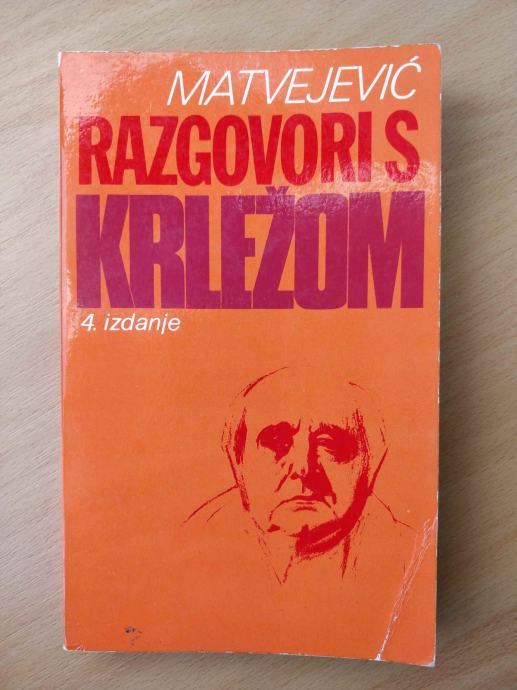 MATVEJEVIĆ
RAZGOVORI S
KRLEŽOM
4. izdanje